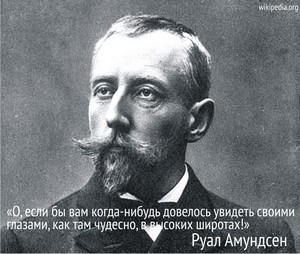 wikipedia.org
«О, если бы вам когда-нибудь довелось увидеть своими
глазами, как там чудесно, в высоких широтах!»
Руал Амундсен